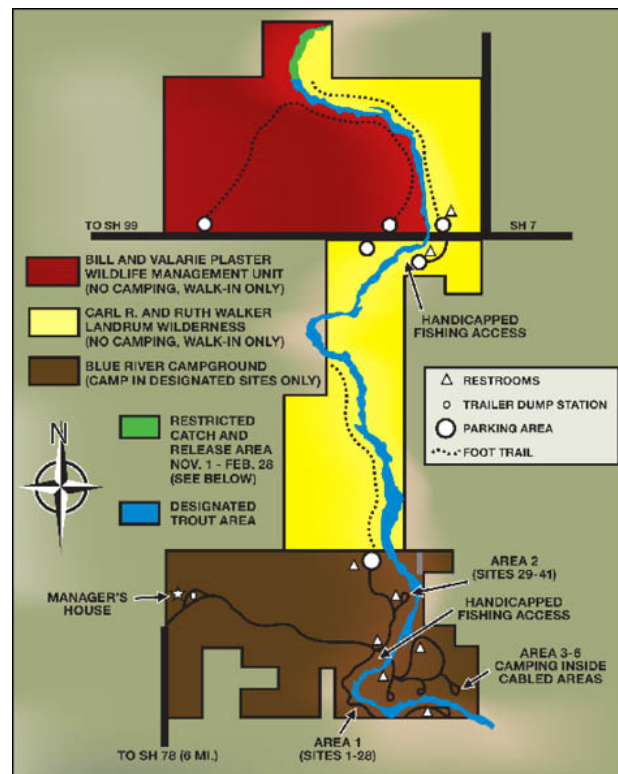 TO SH 99
SH 7
BILL AND VALARIE PLASTER
WILDLIFE MANAGEMENT UNIT
(NO CAMPING, WALK-IN ONLY)
CARL R. AND RUTH WALKER
LANDRUM WILDERNESS
(NO CAMPING, WALK-IN ONLY)
BLUE RIVER CAMPGROUND
(CAMP IN DESIGNATED SITES ONLY)
HANDICAPPED
FISHING ACCESS
RESTROOMS
TRAILER DUMP STATION
PARKING AREA
FOOT TRAIL
N
RESTRICTED
CATCH AND
RELEASE AREA
NOV. 1 - FEB. 28
(SEE BELOW)
DESIGNATED
TROUT AREA
MANAGER'S
HOUSE
AREA 2
(SITES 29-41)
HANDICAPPED
FISHING ACCESS
AREA 3-6
CAMPING INSIDE
CABLED AREAS
AREA 1
(SITES 1-28)
TO SH 78 (6 MI.)